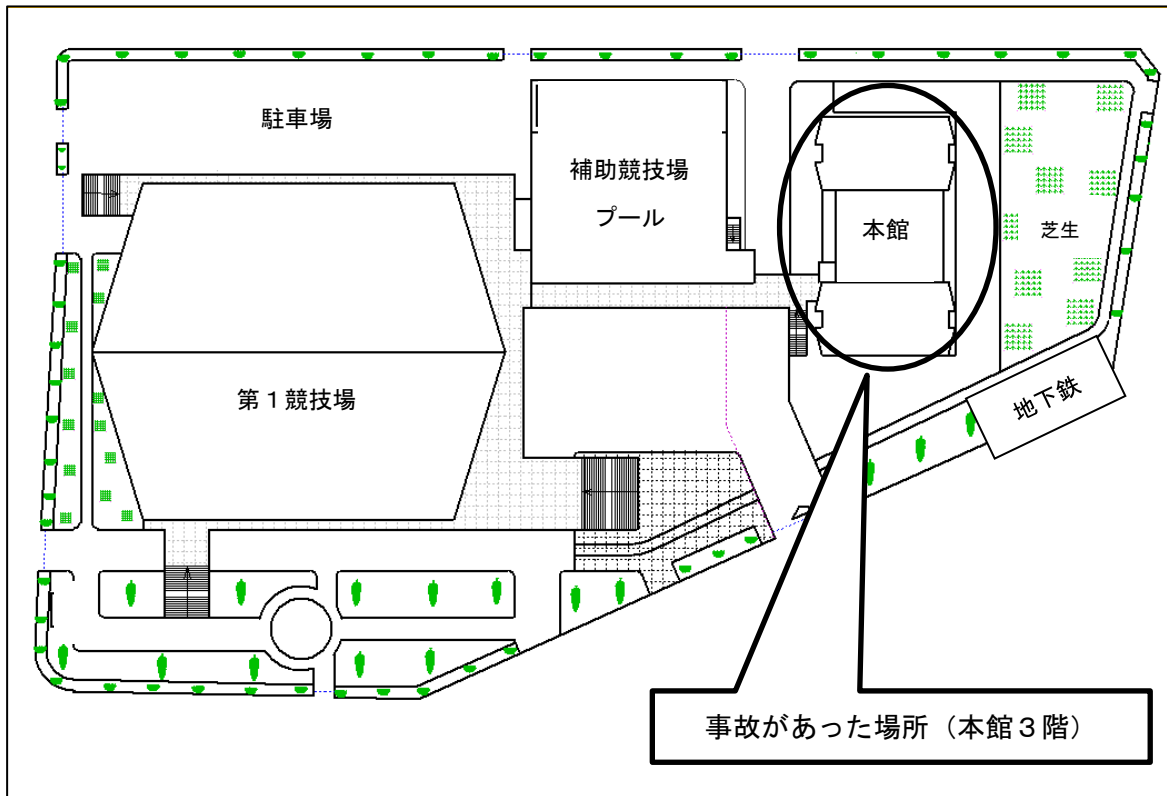 駐車場
補助競技場
プール
本館
芝生
第１競技場
地下鉄
事故があった場所（本館３階）